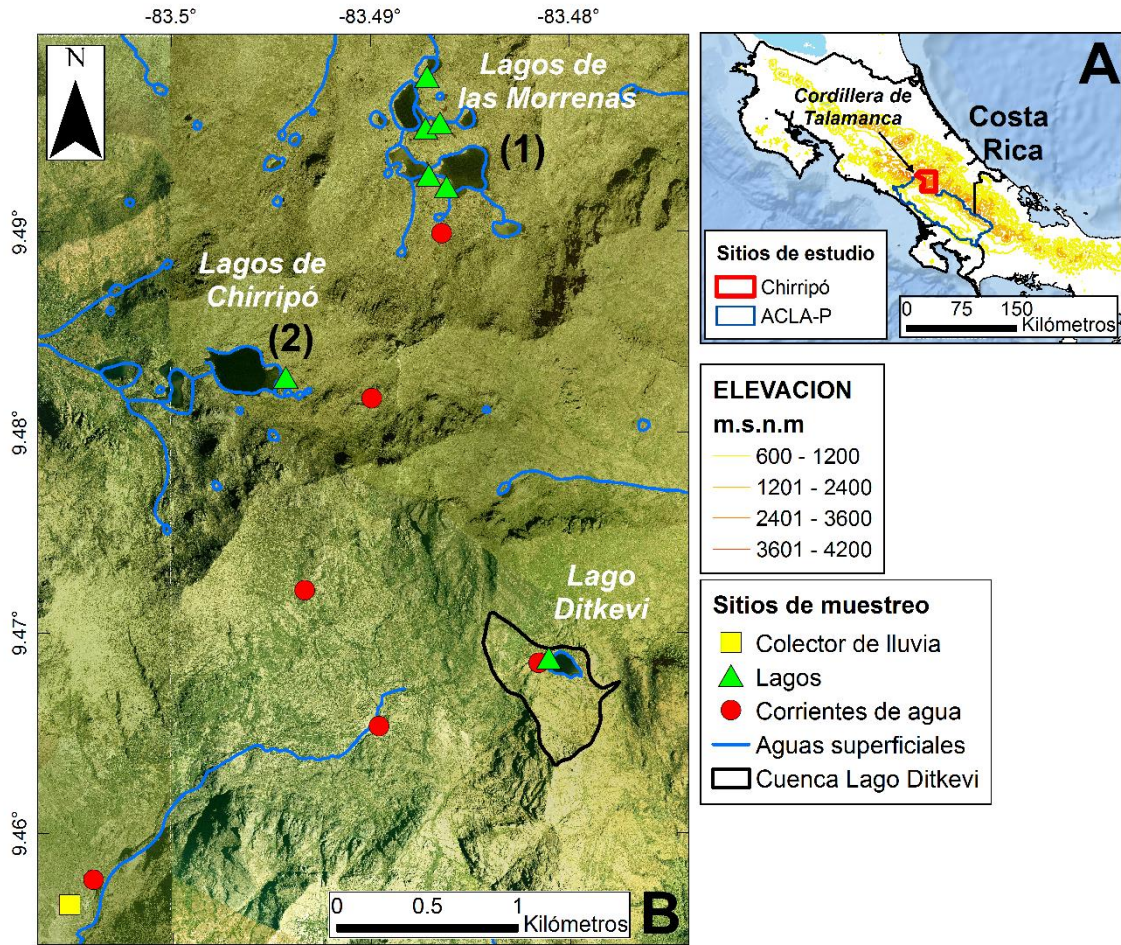 -83.5°
-83.49°
-83.48°
N
Lagos de
las Morrenas
(1)
9.49°
Lagos de
Chirripó
(2)
9.48°
Lago
Ditkevi
9.47°
9.46°
0
0.5
1
Kilómetros
B
A
Cordillera de
Talamanca
Costa
Rica
Sitios de estudio
Chirripó
ACLA-P
0
75
150
Kilómetros
ELEVACION
m.s.n.m
600 - 1200
1201 - 2400
2401 - 3600
3601 - 4200
Sitios de muestreo
Colector de lluvia
Lagos
Corrientes de agua
Aguas superficiales
Cuenca Lago Ditkevi